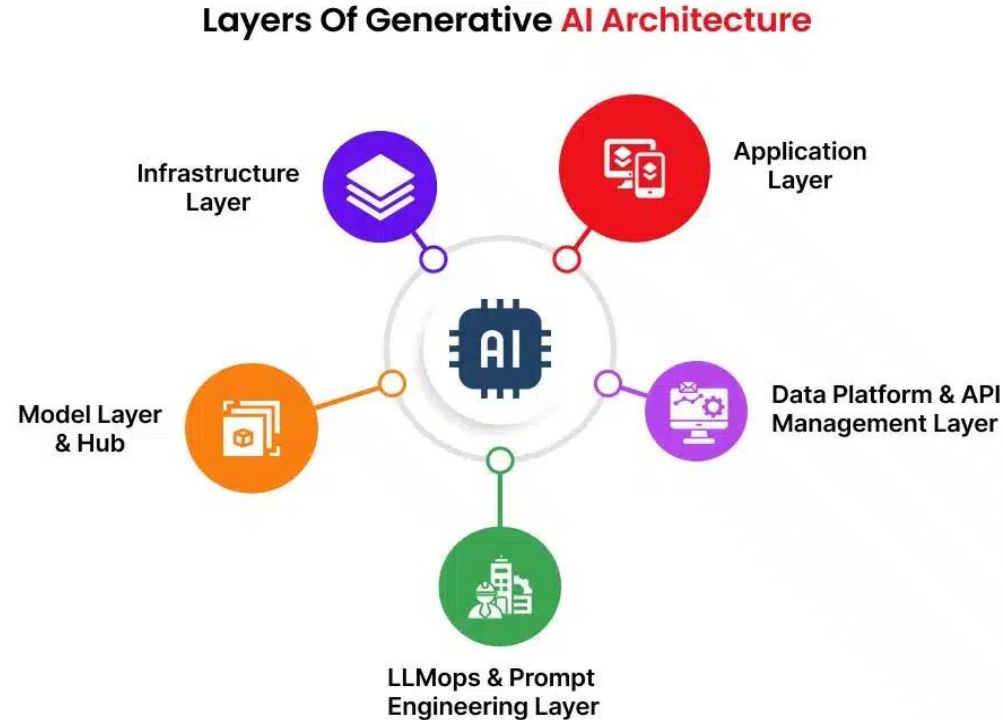 Layers Of Generative AI Architecture
Infrastructure
Layer
Application
Layer
AI
Model Layer
& Hub
Data Platform & API
Management Layer
LLMops & Prompt
Engineering Layer